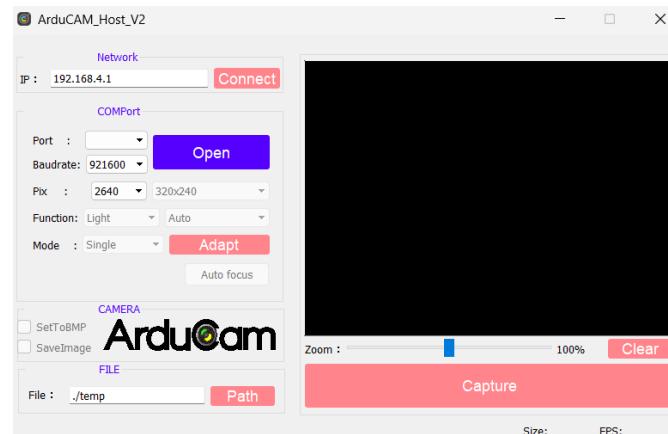 ArduCAM_Host_V2
Network
IP : 192.168.4.1 Connect
COMPort
Port :
Open
Baudrate: 921600
Pix : 2640 320x240
Function: Light Auto
Mode : Single Adapt
Auto focus
CAMERA
SetToBMP
SaveImage
ArduCam
FILE
File : ./temp Path
Zoom : 100% Clear
Capture
Size: FPS: